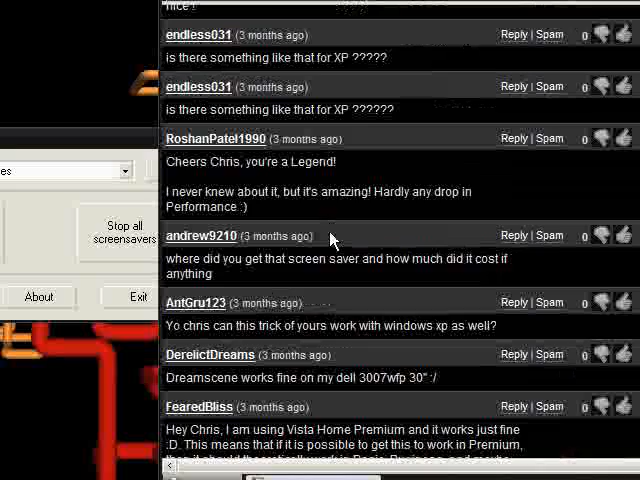 nice !
endless031 (3 months ago) Reply | Spam 0
is there something like that for XP ?????
endless031 (3 months ago) Reply | Spam 0
is there something like that for XP ??????
RoshanPatel1990 (3 months ago) Reply | Spam 0
Cheers Chris, you're a Legend!
I never knew about it, but it's amazing! Hardly any drop in
Performance :)
andrew9210 (3 months ago) Reply | Spam 0
where did you get that screen saver and how much did it cost if
anything
AntGru123 (3 months ago) Reply | Spam 0
Yo chris can this trick of yours work with windows xp as well?
DerelictDreams (3 months ago) Reply | Spam 0
Dreamscene works fine on my dell 3007wfp 30" :/
FearedBliss (3 months ago) Reply | Spam 0
Hey Chris, I am using Vista Home Premium and it works just fine
:D. This means that if it is possible to get this to work in Premium,
es
Stop all
screensavers
About
Exit